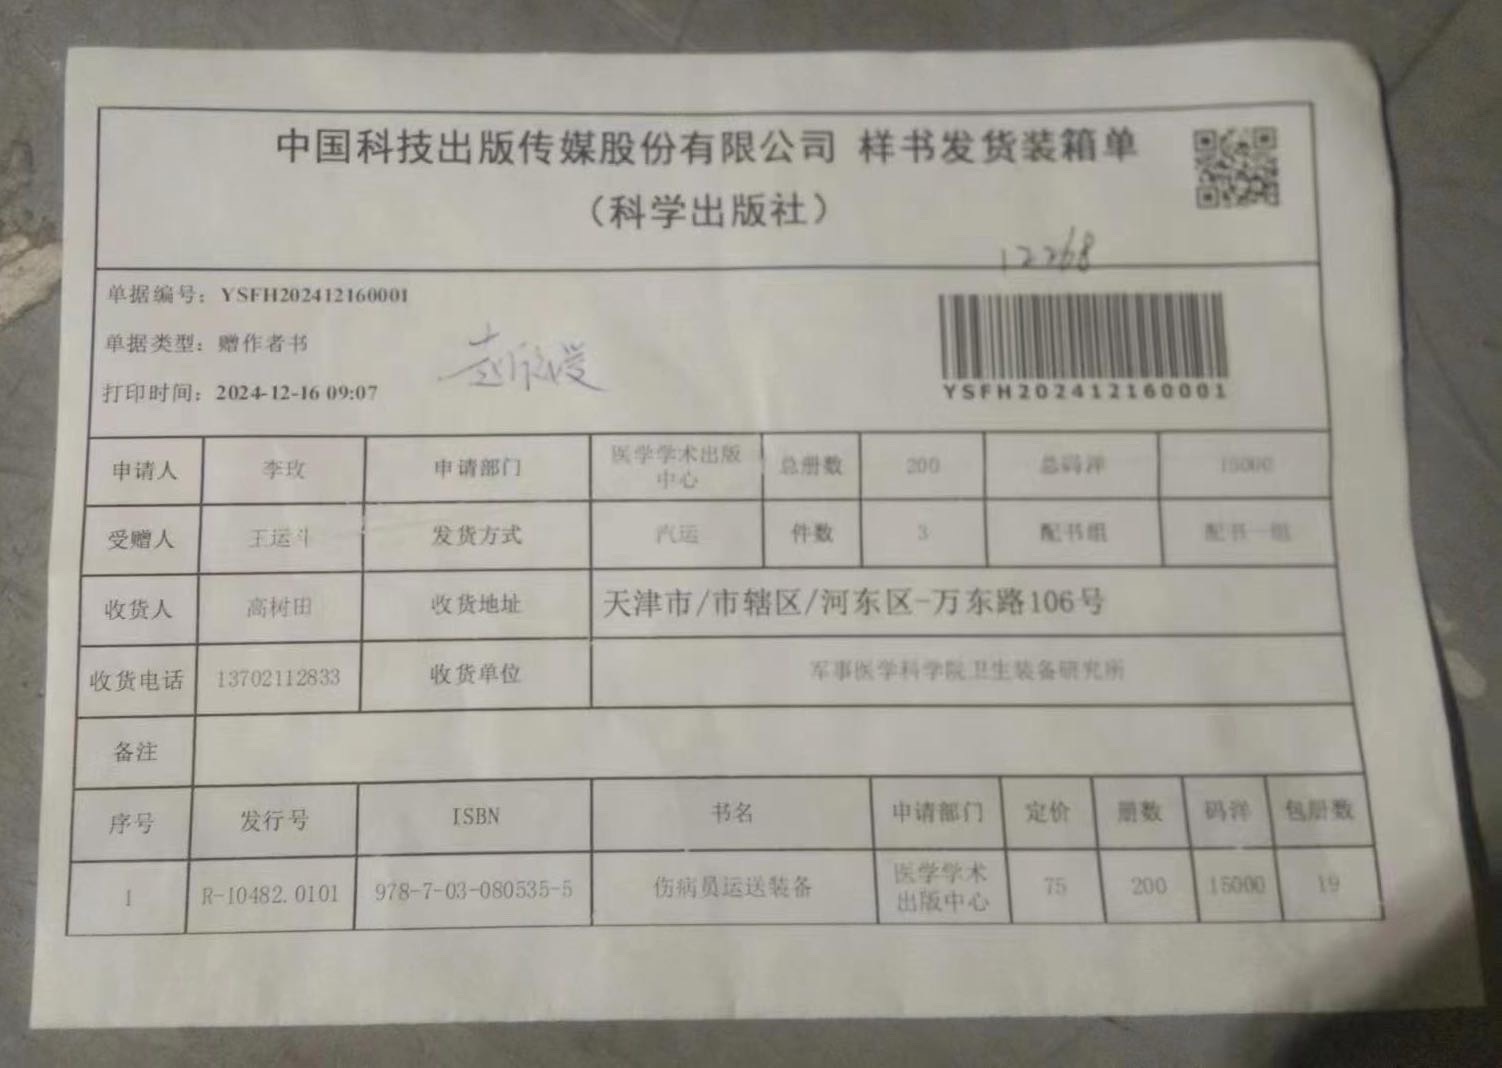 中国科技出版传媒股份有限公司 样书发货装箱单
（科学出版社）
12268
单据编号：YSFH202412160001
单据类型：赠作者书
打印时间：2024-12-16 09:07
YSFH202412160001
申请人 李玫 申请部门 医学学术出版中心 总册数 200 总码洋 15000
受赠人 王运斗 发货方式 汽运 件数 3 配书组 配书一组
收货人 高树田 收货地址 天津市/市辖区/河东区-万东路106号
收货电话 13702112833 收货单位 军事医学科学院卫生装备研究所
备注
序号 发行号 ISBN 书名 申请部门 定价 册数 码洋 包册数
1 R-10482.0101 978-7-03-080535-5 伤病员运送装备 医学学术出版中心 75 200 15000 19